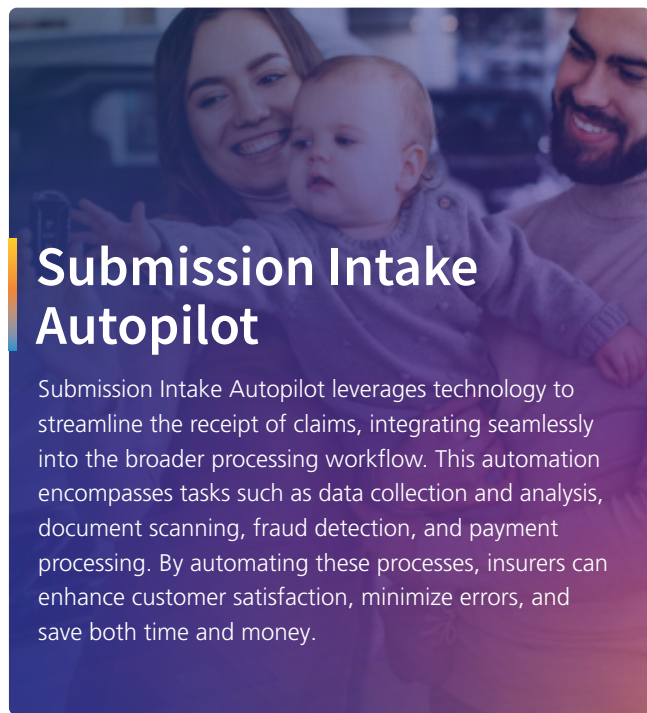 Submission Intake
Autopilot
Submission Intake Autopilot leverages technology to
streamline the receipt of claims, integrating seamlessly
into the broader processing workflow. This automation
encompasses tasks such as data collection and analysis,
document scanning, fraud detection, and payment
processing. By automating these processes, insurers can
enhance customer satisfaction, minimize errors, and
save both time and money.